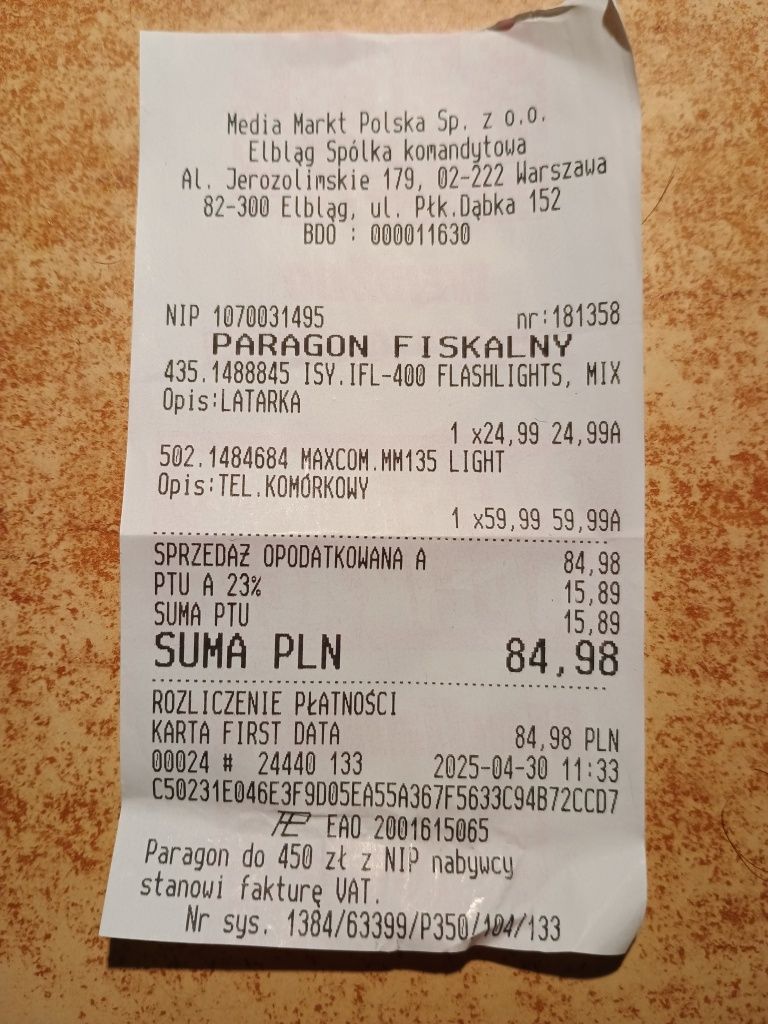 Media Markt Polska Sp. z o.o.
Elbląg Spólka komandytowa
Al. Jerozolimskie 179, 02-222 Warszawa
82-300 Elbląg, ul. Płk.Dąbka 152
BDO : 000011630
NIP 1070031495 nr:181358
PARAGON FISKALNY
435.1488845 ISY.IFL-400 FLASHLIGHTS, MIX
Opis:LATARKA
1 x24,99 24,99A
502.1484684 MAXCOM.MM135 LIGHT
Opis:TEL.KOMÓRKOWY
1 x59,99 59,99A
SPRZEDAŻ OPODATKOWANA A 84,98
PTU A 23% 15,89
SUMA PTU 15,89
SUMA PLN 84,98
ROZLICZENIE PŁATNOŚCI
KARTA FIRST DATA 84,98 PLN
00024 # 24440 133 2025-04-30 11:33
C50231E046E3F9D05EA55A367F5633C94B72CCD7
EAO 2001615065
Paragon do 450 zł z NIP nabywcy
stanowi fakturę VAT.
Nr sys. 1384/63399/P350/104/133